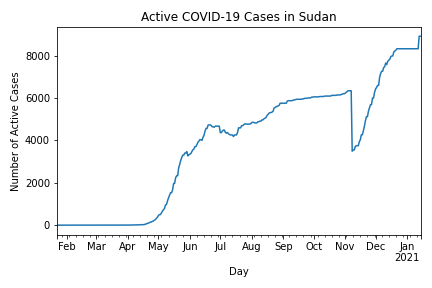 Active COVID-19 Cases in Sudan
Number of Active Cases
8000
6000
4000
2000
0
Feb Mar Apr May Jun Jul Aug Sep Oct Nov Dec Jan
2021
Day